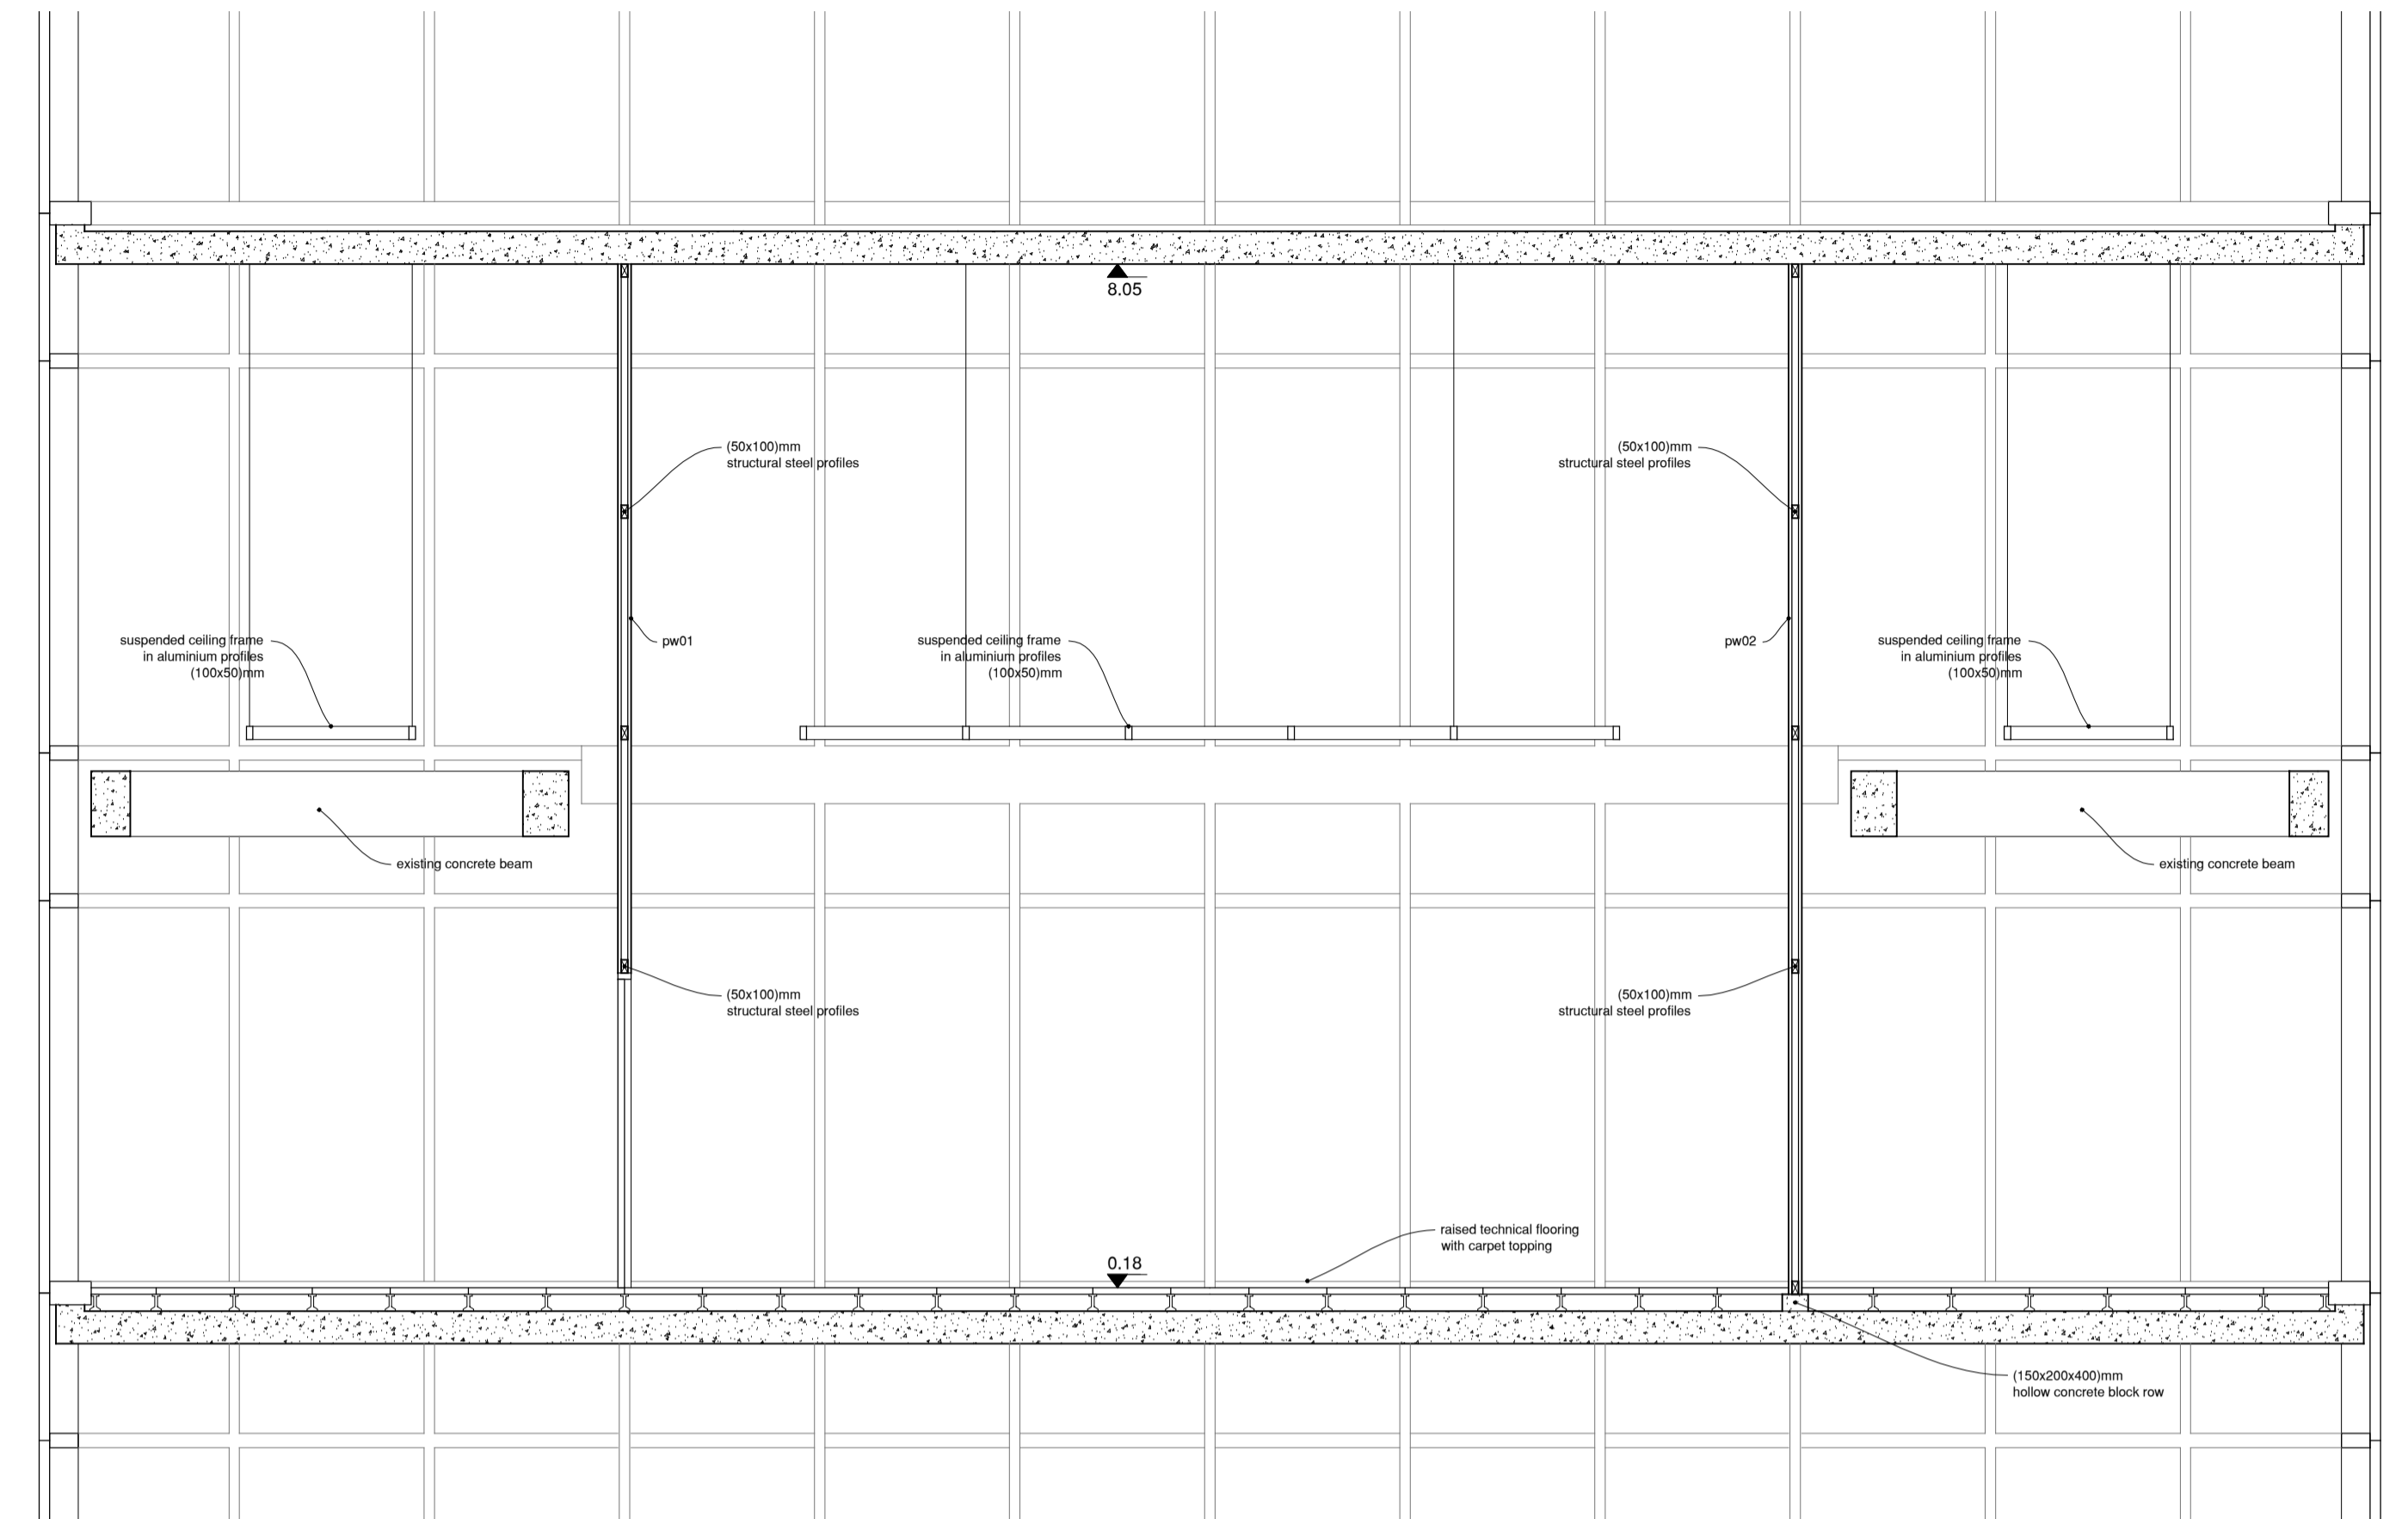 8.05
(50x100)mm
structural steel profiles
(50x100)mm
structural steel profiles
suspended ceiling frame
in aluminium profiles
(100x50)mm
pw01
suspended ceiling frame
in aluminium profiles
(100x50)mm
pw02
suspended ceiling frame
in aluminium profiles
(100x50)mm
existing concrete beam
existing concrete beam
(50x100)mm
structural steel profiles
(50x100)mm
structural steel profiles
raised technical flooring
with carpet topping
0.18
(150x200x400)mm
hollow concrete block row